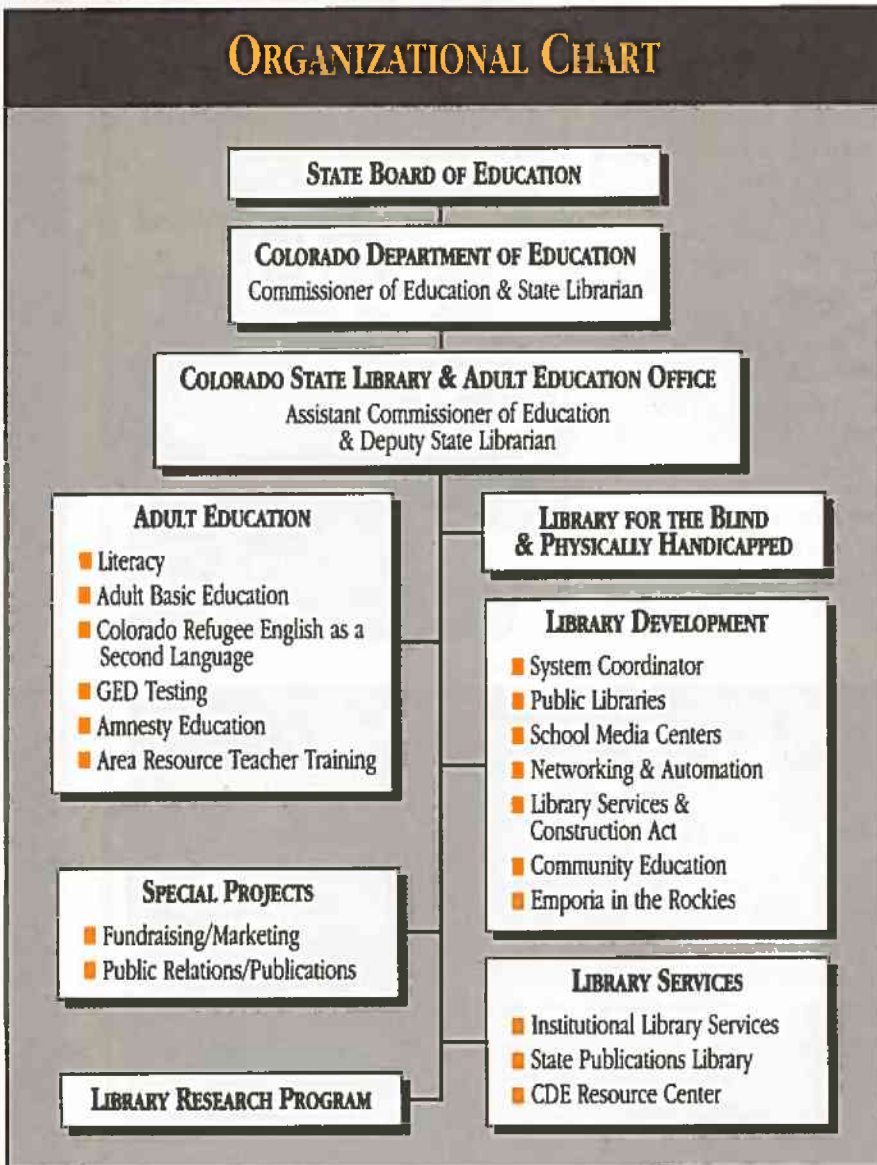 ORGANIZATIONAL CHART
STATE BOARD OF EDUCATION
COLORADO DEPARTMENT OF EDUCATION
Commissioner of Education & State Librarian
COLORADO STATE LIBRARY & ADULT EDUCATION OFFICE
Assistant Commissioner of Education
& Deputy State Librarian
ADULT EDUCATION
Literacy
Adult Basic Education
Colorado Refugee English as a
Second Language
GED Testing
Amnesty Education
Area Resource Teacher Training
LIBRARY FOR THE BLIND
& PHYSICALLY HANDICAPPED
LIBRARY DEVELOPMENT
System Coordinator
Public Libraries
School Media Centers
Networking & Automation
Library Services &
Construction Act
Community Education
Emporia in the Rockies
SPECIAL PROJECTS
Fundraising/Marketing
Public Relations/Publications
LIBRARY SERVICES
Institutional Library Services
State Publications Library
CDE Resource Center
LIBRARY RESEARCH PROGRAM